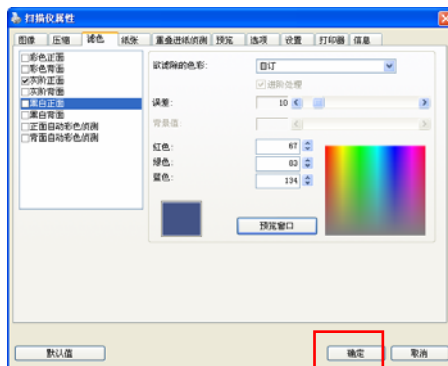 扫描仪属性
图像 压缩 滤色 纸张 重叠进纸侦测 预览 选项 设置 打印器 信息
彩色正面
彩色背面
灰阶正面
灰阶背面
黑白正面
黑白背面
正面自动彩色侦测
背面自动彩色侦测
欲滤除的色彩: 自订
进阶处理
误差: 10
背景值:
红色: 67
绿色: 83
蓝色: 134
预览窗口
默认值 确定 取消